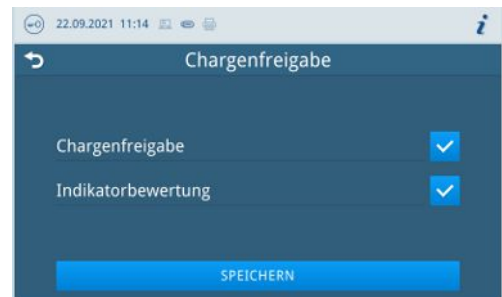 22.09.2021 11:14
Chargenfreigabe
Chargenfreigabe
Indikatorbewertung
SPEICHERN